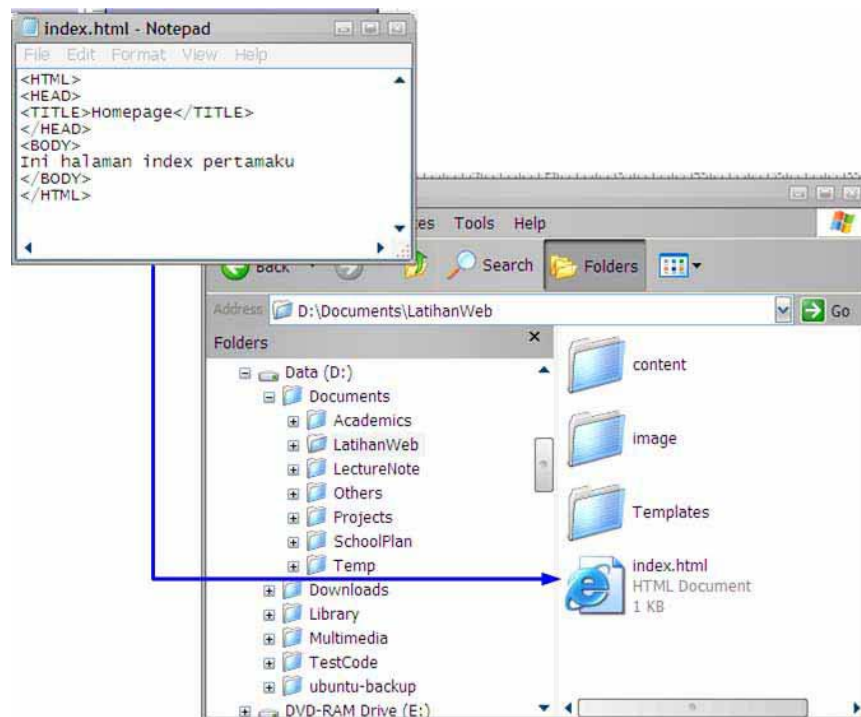 index.html - Notepad
File Edit Format View Help
<HTML>
<HEAD>
<TITLE>Homepage</TITLE>
</HEAD>
<BODY>
Ini halaman index pertamaku
</BODY>
</HTML>
Tools Help
Back
Search
Folders
Address D:\Documents\LatihanWeb
Go
Folders
Data (D:)
Documents
Academics
LatihanWeb
LectureNote
Others
Projects
SchoolPlan
Temp
Downloads
Library
Multimedia
TestCode
ubuntu-backup
DVD-RAM Drive (E:)
content
image
Templates
index.html
HTML Document
1 KB